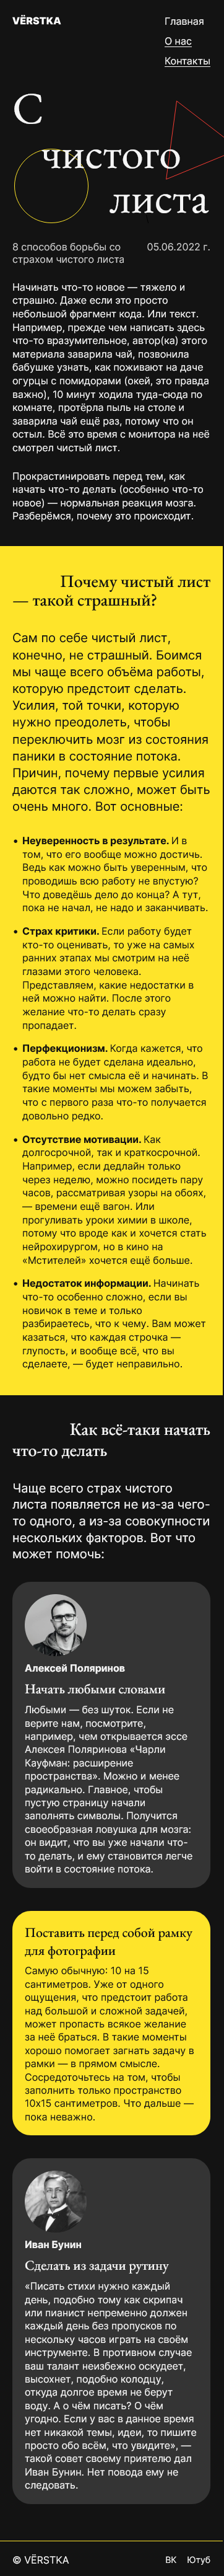 VЁRSTKA
Главная
О нас
Контакты
С
чистого
листа
8 способов борьбы со
страхом чистого листа
05.06.2022 г.
Начинать что-то новое — тяжело и
страшно. Даже если это просто
небольшой фрагмент кода. Или текст.
Например, прежде чем написать здесь
что-то вразумительное, автор(ка) этого
материала заварила чай, позвонила
бабушке узнать, как поживают на даче
огурцы с помидорами (окей, это правда
важно), 10 минут ходила туда-сюда по
комнате, протёрла пыль на столе и
заварила чай ещё раз, потому что он
остыл. Всё это время с монитора на неё
смотрел чистый лист.
Прокрастинировать перед тем, как
начать что-то делать (особенно что-то
новое) — нормальная реакция мозга.
Разберёмся, почему это происходит.
Почему чистый лист
— такой страшный?
Сам по себе чистый лист,
конечно, не страшный. Боимся
мы чаще всего объёма работы,
которую предстоит сделать.
Усилия, той точки, которую
нужно преодолеть, чтобы
переключить мозг из состояния
паники в состояние потока.
Причин, почему первые усилия
даются так сложно, может быть
очень много. Вот основные:
• Неуверенность в результате. И в
том, что его вообще можно достичь.
Ведь как можно быть уверенным, что
проводишь всю работу не впустую?
Что доведёшь дело до конца? А тут,
пока не начал, не надо и заканчивать.
• Страх критики. Если работу будет
кто-то оценивать, то уже на самых
ранних этапах мы смотрим на неё
глазами этого человека.
Представляем, какие недостатки в
ней можно найти. После этого
желание что-то делать сразу
пропадает.
• Перфекционизм. Когда кажется, что
работа не будет сделана идеально,
будто бы нет смысла её и начинать. В
такие моменты мы можем забыть,
что с первого раза что-то получается
довольно редко.
• Отсутствие мотивации. Как
долгосрочной, так и краткосрочной.
Например, если дедлайн только
через неделю, можно посидеть пару
часов, рассматривая узоры на обоях,
— времени ещё вагон. Или
прогуливать уроки химии в школе,
потому что вроде как и хочется стать
нейрохирургом, но в кино на
«Мстителей» хочется ещё больше.
• Недостаток информации. Начинать
что-то особенно сложно, если вы
новичок в теме и только
разбираетесь, что к чему. Вам может
казаться, что каждая строчка —
глупость, и вообще всё, что вы
сделаете, — будет неправильно.
Как всё-таки начать
что-то делать
Чаще всего страх чистого
листа появляется не из-за чего-
то одного, а из-за совокупности
нескольких факторов. Вот что
может помочь:
Алексей Поляринов
Начать любыми словами
Любыми — без шуток. Если не
верите нам, посмотрите,
например, чем открывается эссе
Алексея Поляринова «Чарли
Кауфман: расширение
пространства». Можно и менее
радикально. Главное, чтобы
пустую страницу начали
заполнять символы. Получится
своеобразная ловушка для мозга:
он видит, что вы уже начали что-
то делать, и ему становится легче
войти в состояние потока.
Поставить перед собой рамку
для фотографии
Самую обычную: 10 на 15
сантиметров. Уже от одного
ощущения, что предстоит работа
над большой и сложной задачей,
может пропасть всякое желание
за неё браться. В такие моменты
хорошо помогает загнать задачу в
рамки — в прямом смысле.
Сосредоточьтесь на том, чтобы
заполнить только пространство
10х15 сантиметров. Что дальше —
пока неважно.
Иван Бунин
Сделать из задачи рутину
«Писать стихи нужно каждый
день, подобно тому как скрипач
или пианист непременно должен
каждый день без пропусков по
нескольку часов играть на своём
инструменте. В противном случае
ваш талант неизбежно оскудеет,
высохнет, подобно колодцу,
откуда долгое время не берут
воду. А о чём писать? О чём
угодно. Если у вас в данное время
нет никакой темы, идеи, то пишите
просто обо всём, что увидите», —
такой совет своему приятелю дал
Иван Бунин. Нет повода ему не
следовать.
© VЁRSTKA
ВК
Ютуб